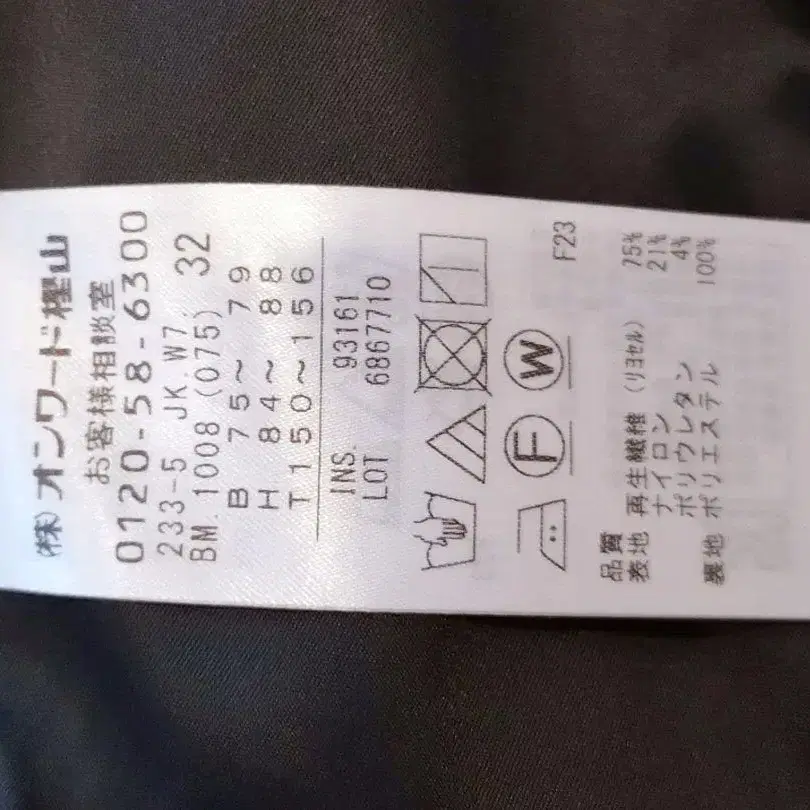 (株)オンワード樫山
お客様相談室
0120-58-6300
233-5 JK.W7.
BM.1008 (075) 32
B 75～ 79
H 84～ 88
T150～156
INS. 93161
LOT 6867710
F W
F23
品質
表地 再生繊維(リヨセル) 75%
ナイロン 21%
ポリウレタン 4%
裏地 ポリエステル 100%